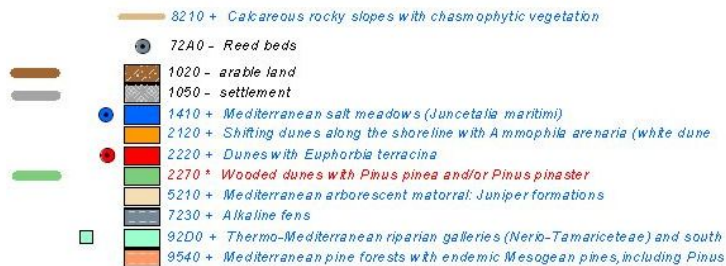 8210 + Calcareous rocky slopes with chasmophytic vegetation
72A0 - Reed beds
1020 - arable land
1050 - settlement
1410 + Mediterranean salt meadows (Juncetalia maritimi)
2120 + Shifting dunes along the shoreline with Ammophila arenaria (white dune
2220 + Dunes with Euphorbia terracina
2270 * Wooded dunes with Pinus pinea and/or Pinus pinaster
5210 + Mediterranean arborescent matorral: Juniper formations
7230 + Alkaline fens
92D0 + Thermo-Mediterranean riparian galleries (Nerio-Tamariceteae) and south
9540 + Mediterranean pine forests with endemic Mesogean pines, including Pinus